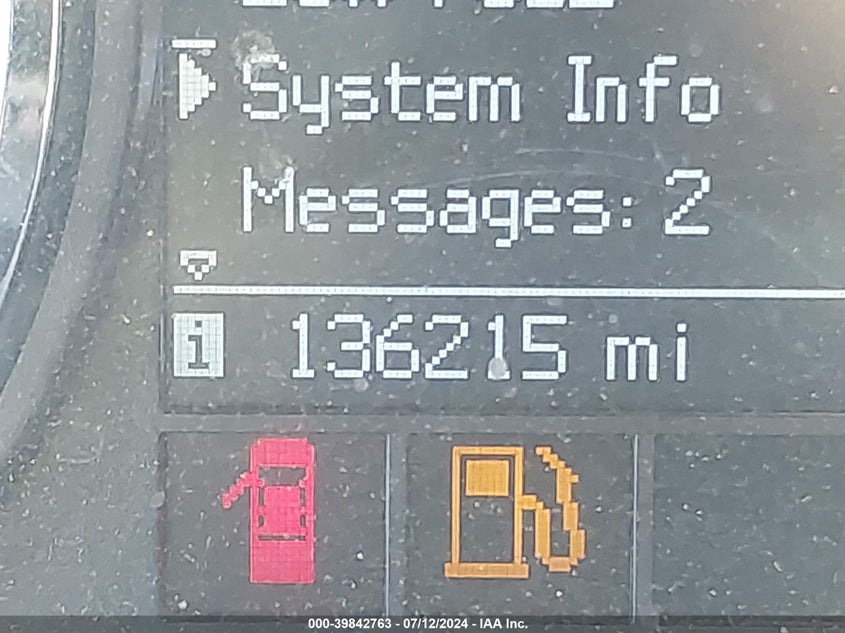 System Info
Messages: 2
i 136215 mi
000-39842763 - 07/12/2024 - IAA Inc.